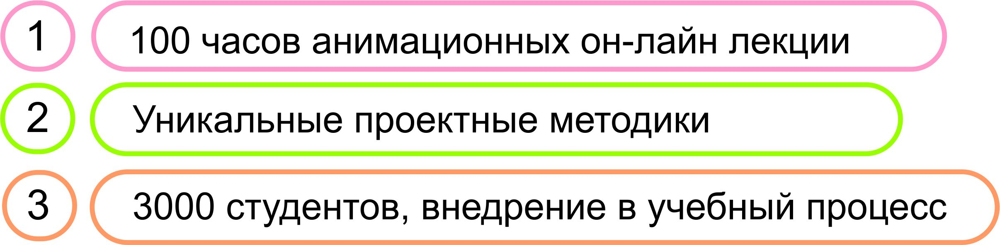 1 100 часов анимационных он-лайн лекции
2 Уникальные проектные методики
3 3000 студентов, внедрение в учебный процесс